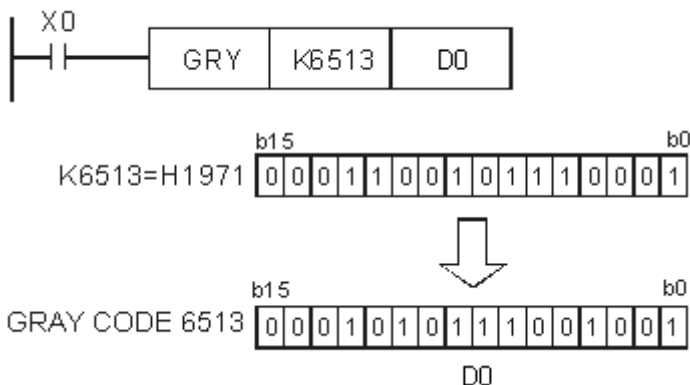 X0
GRY K6513 D0
b15 b0
K6513=H1971 0 0 0 1 1 0 0 1 0 1 1 1 0 0 0 1
b15 b0
GRAY CODE 6513 0 0 0 1 0 1 0 1 1 1 0 0 1 0 0 1
D0